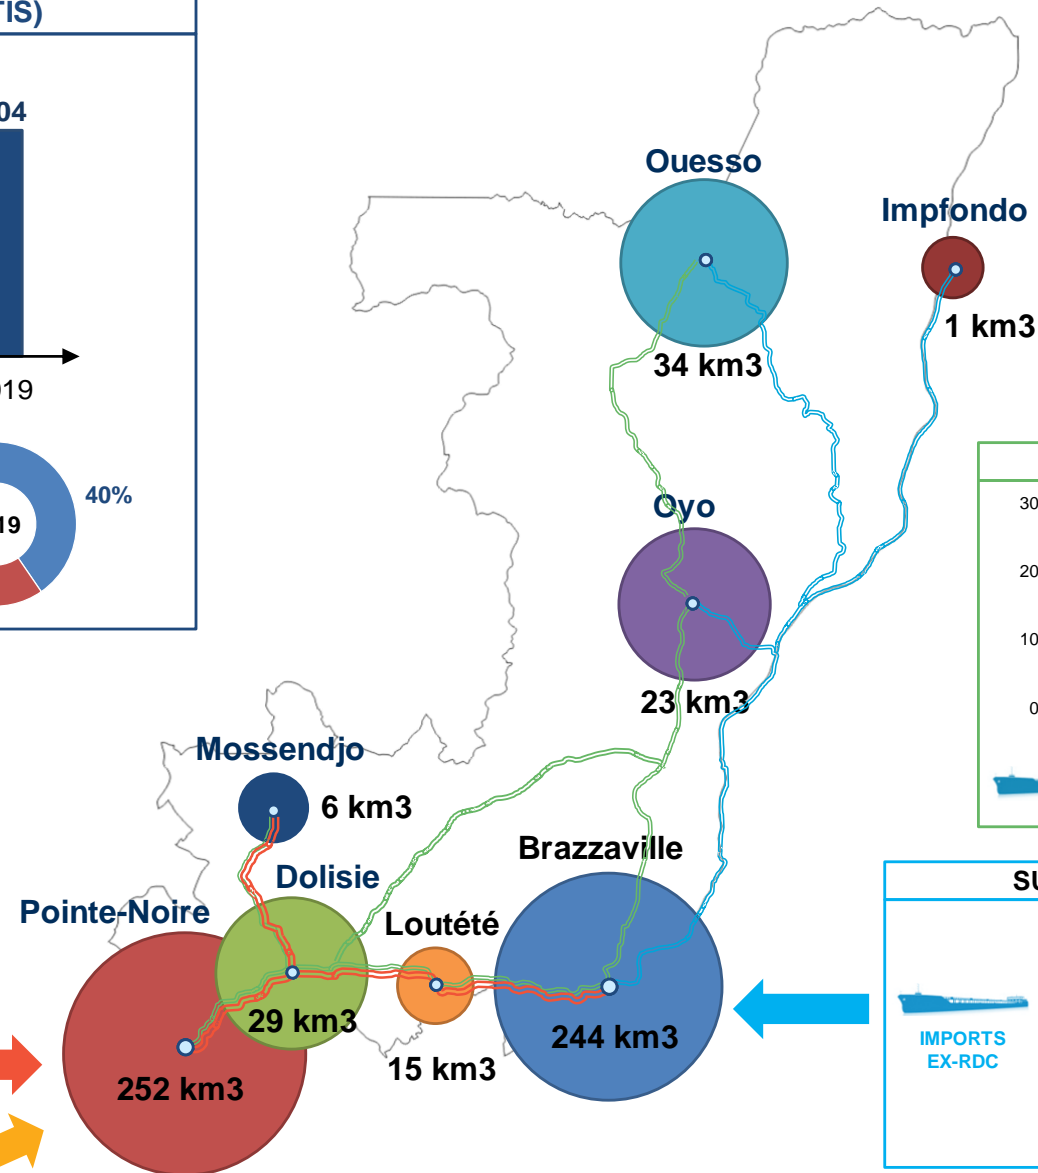 TIS)
04
019
40%
19
Ouesso
34 km3
Impfondo
1 km3
Oyo
23 km3
30
20
10
0
Mossendjo
6 km3
Dolisie
29 km3
Pointe-Noire
252 km3
Loutété
15 km3
Brazzaville
244 km3
SU
IMPORTS
EX-RDC